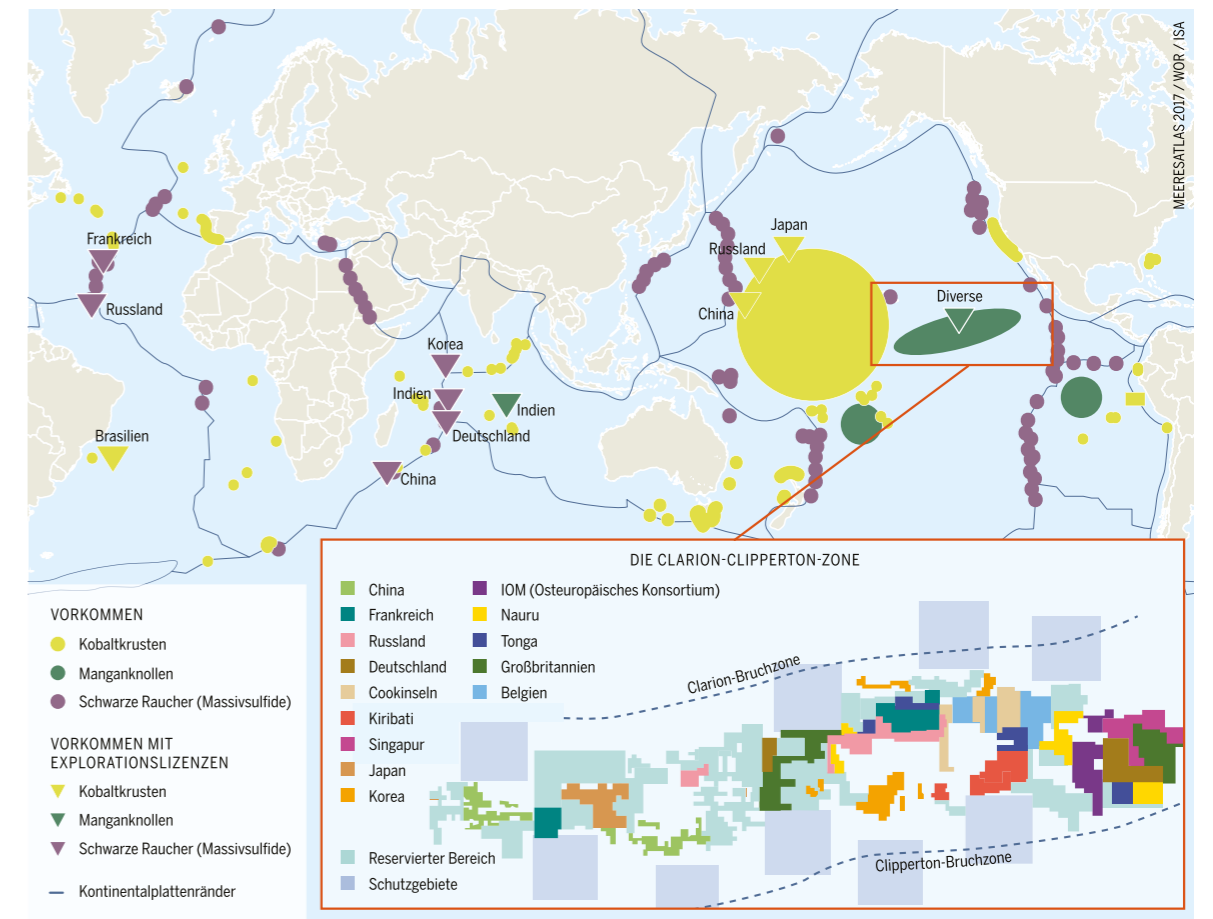 MEERESATLAS 2017 / WOR / ISA
Frankreich
Russland
Brasilien
Korea
Indien
Deutschland
China
Indien
Japan
Russland
China
Diverse
VORKOMMEN
Kobaltkrusten
Manganknollen
Schwarze Raucher (Massivsulfide)
VORKOMMEN MIT
EXPLORATIONSLIZENZEN
Kobaltkrusten
Manganknollen
Schwarze Raucher (Massivsulfide)
Kontinentalplattenränder
DIE CLARION-CLIPPERTON-ZONE
China
Frankreich
Russland
Deutschland
Cookinseln
Kiribati
Singapur
Japan
Korea
IOM (Osteuropäisches Konsortium)
Nauru
Tonga
Großbritannien
Belgien
Reservierter Bereich
Schutzgebiete
Clarion-Bruchzone
Clipperton-Bruchzone